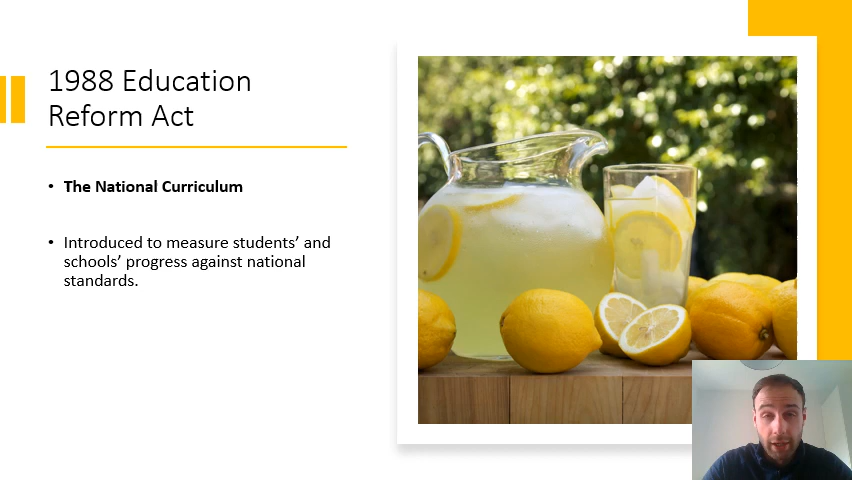 1988 Education
Reform Act
• The National Curriculum
• Introduced to measure students’ and
schools’ progress against national
standards.